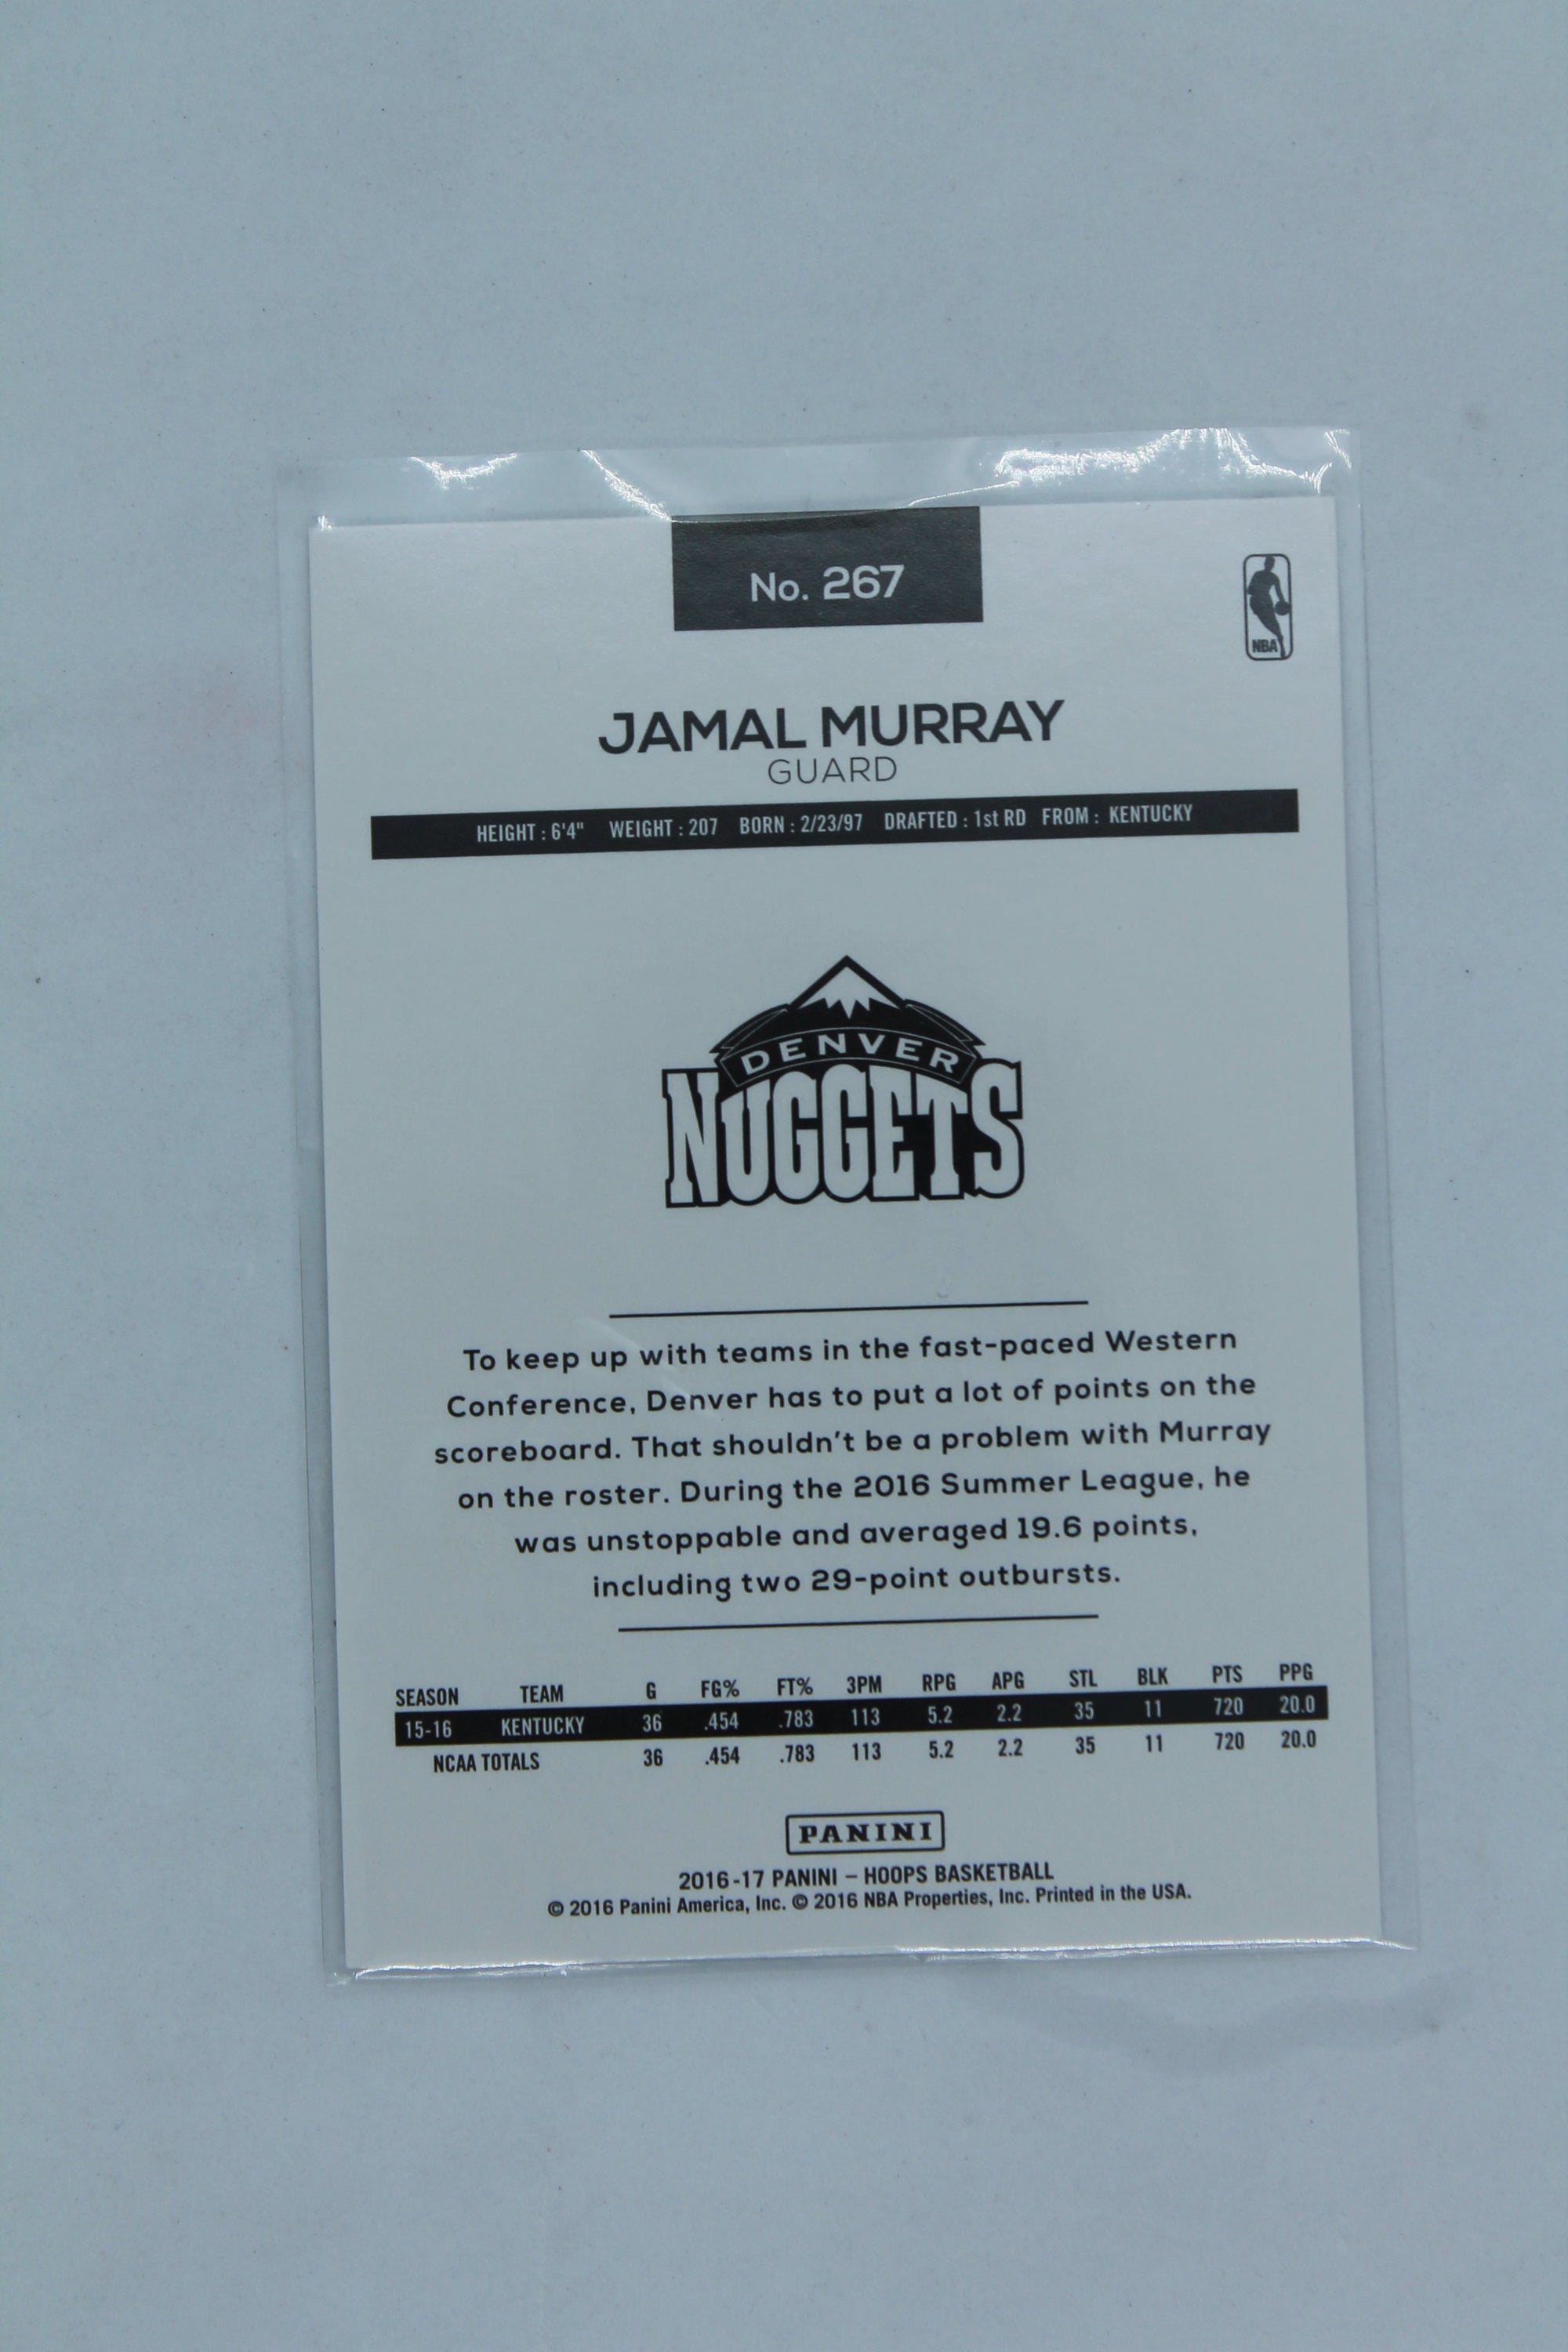 No. 267
NBA
JAMAL MURRAY
GUARD
HEIGHT : 6'4" WEIGHT : 207 BORN : 2/23/97 DRAFTED : 1st RD FROM : KENTUCKY
DENVER
NUGGETS
To keep up with teams in the fast-paced Western
Conference, Denver has to put a lot of points on the
scoreboard. That shouldn't be a problem with Murray
on the roster. During the 2016 Summer League, he
was unstoppable and averaged 19.6 points,
including two 29-point outbursts.
SEASON TEAM G FG% FT% 3PM RPG APG STL BLK PTS PPG
15-16 KENTUCKY 36 .454 .783 113 5.2 2.2 35 11 720 20.0
NCAA TOTALS 36 .454 .783 113 5.2 2.2 35 11 720 20.0
PANINI
2016-17 PANINI – HOOPS BASKETBALL
© 2016 Panini America, Inc. © 2016 NBA Properties, Inc. Printed in the USA.